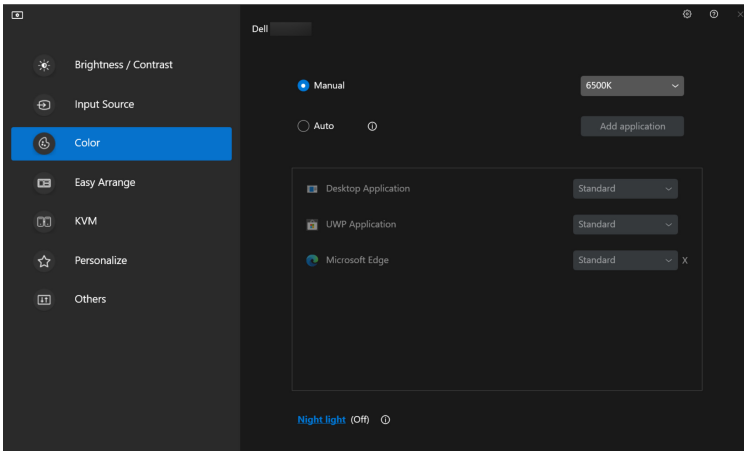 Dell
Brightness / Contrast
Input Source
Color
Easy Arrange
KVM
Personalize
Others
Manual
6500K
Auto
Add application
Desktop Application
Standard
UWP Application
Standard
Microsoft Edge
Standard
X
Night light (Off)